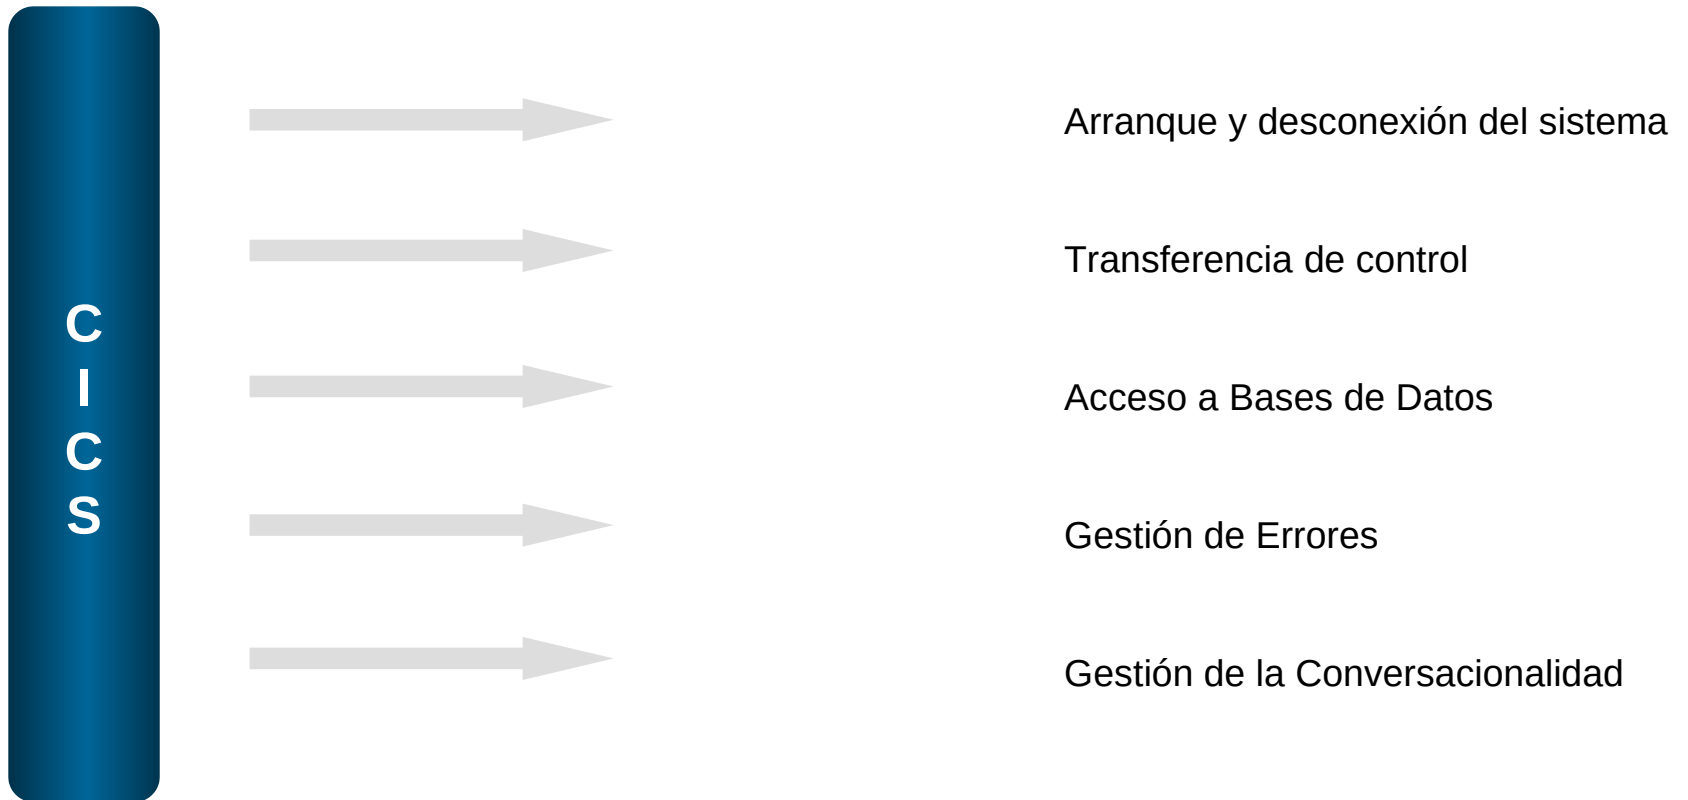 C
I
C
S
Arranque y desconexión del sistema
Transferencia de control
Acceso a Bases de Datos
Gestión de Errores
Gestión de la Conversacionalidad